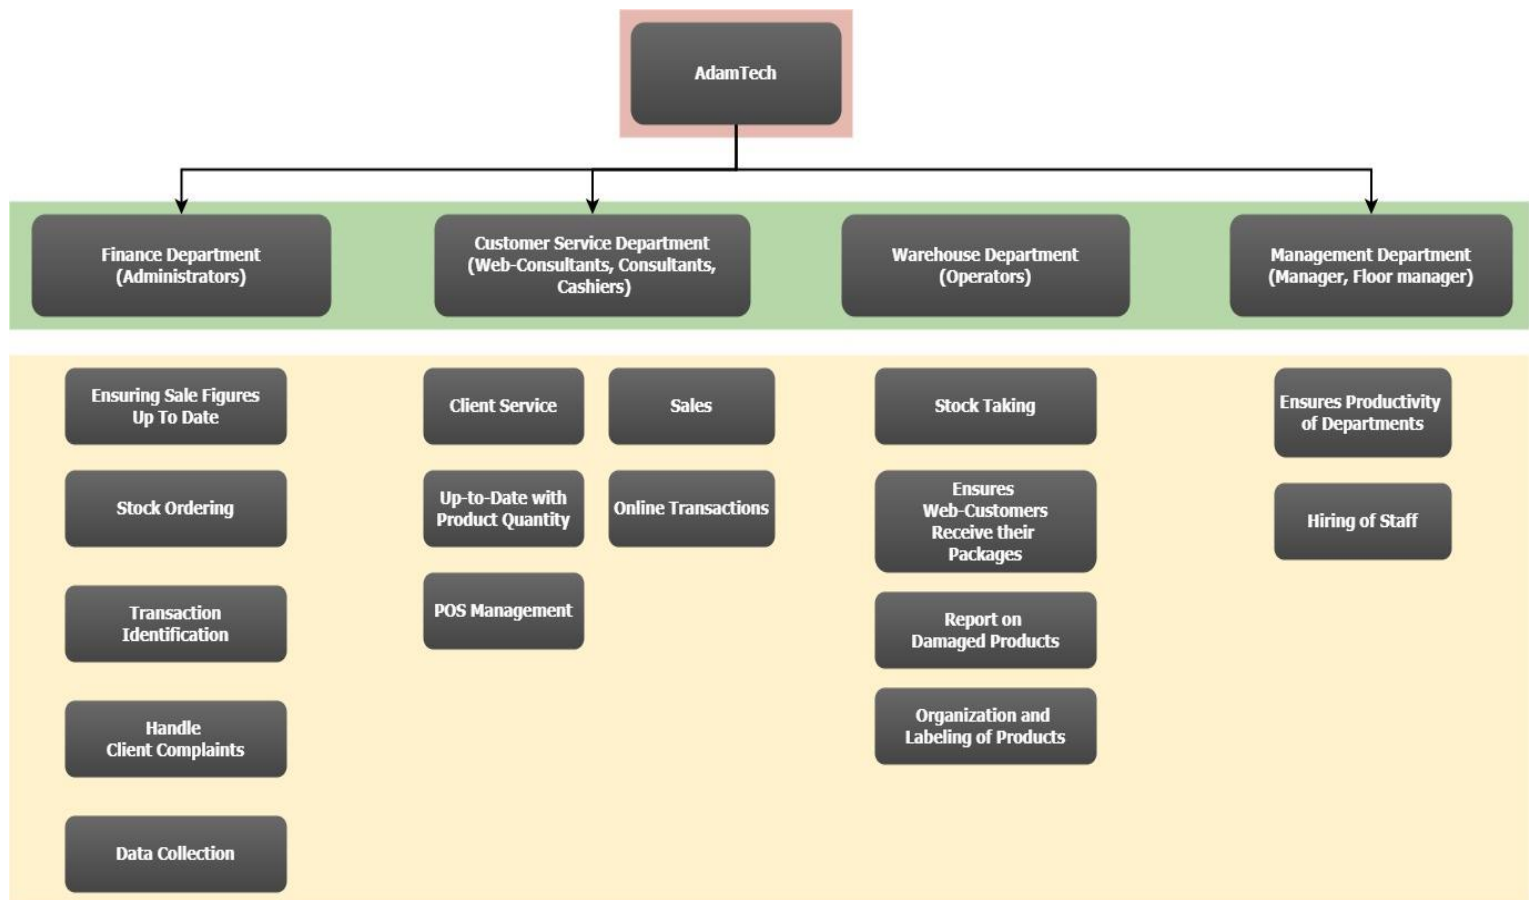 AdamTech
Finance Department
(Administrators)
Customer Service Department
(Web-Consultants, Consultants,
Cashiers)
Warehouse Department
(Operators)
Management Department
(Manager, Floor manager)
Ensuring Sale Figures
Up To Date
Stock Ordering
Transaction
Identification
Handle
Client Complaints
Data Collection
Client Service
Up-to-Date with
Product Quantity
POS Management
Sales
Online Transactions
Stock Taking
Ensures
Web-Customers
Receive their
Packages
Report on
Damaged Products
Organization and
Labeling of Products
Ensures Productivity
of Departments
Hiring of Staff